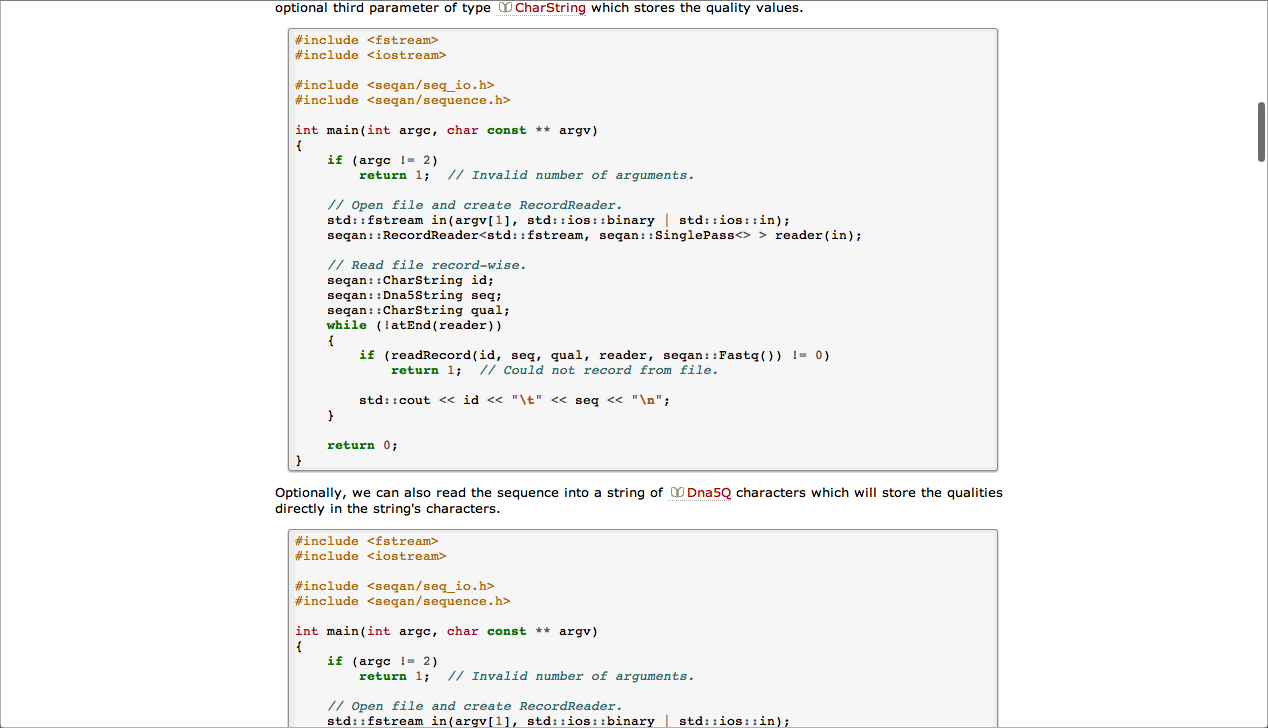 optional third parameter of type CharString which stores the quality values.
#include <fstream>
#include <iostream>
#include <seqan/seq_io.h>
#include <seqan/sequence.h>
int main(int argc, char const ** argv)
{
    if (argc != 2)
        return 1;  // Invalid number of arguments.
    // Open file and create RecordReader.
    std::fstream in(argv[1], std::ios::binary | std::ios::in);
    seqan::RecordReader<std::fstream, seqan::SinglePass<> > reader(in);
    // Read file record-wise.
    seqan::CharString id;
    seqan::Dna5String seq;
    seqan::CharString qual;
    while (!atEnd(reader))
    {
        if (readRecord(id, seq, qual, reader, seqan::Fastq()) != 0)
            return 1;  // Could not record from file.
        std::cout << id << "\t" << seq << "\n";
    }
    return 0;
}
Optionally, we can also read the sequence into a string of Dna5Q characters which will store the qualities
directly in the string's characters.
#include <fstream>
#include <iostream>
#include <seqan/seq_io.h>
#include <seqan/sequence.h>
int main(int argc, char const ** argv)
{
    if (argc != 2)
        return 1;  // Invalid number of arguments.
    // Open file and create RecordReader.
    std::fstream in(argv[1], std::ios::binary | std::ios::in);